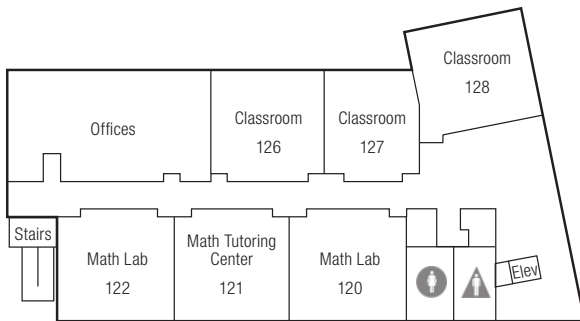 Classroom
128
Offices
Classroom
126
Classroom
127
Stairs
Math Lab
122
Math Tutoring
Center
121
Math Lab
120
Elev